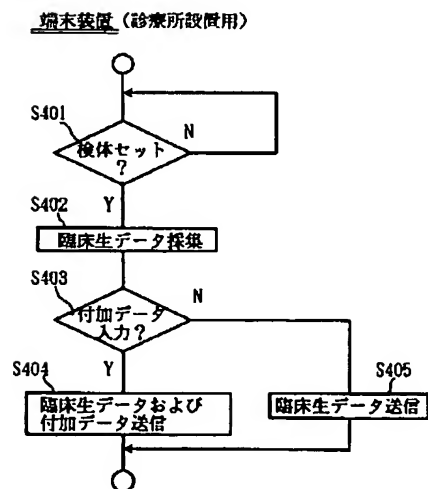 端末装置（診療所設置用）
S401
検体セット
？
N
Y
S402
臨床生データ採集
S403
付加データ
入力？
N
Y
S404
臨床生データおよび
付加データ送信
S405
臨床生データ送信